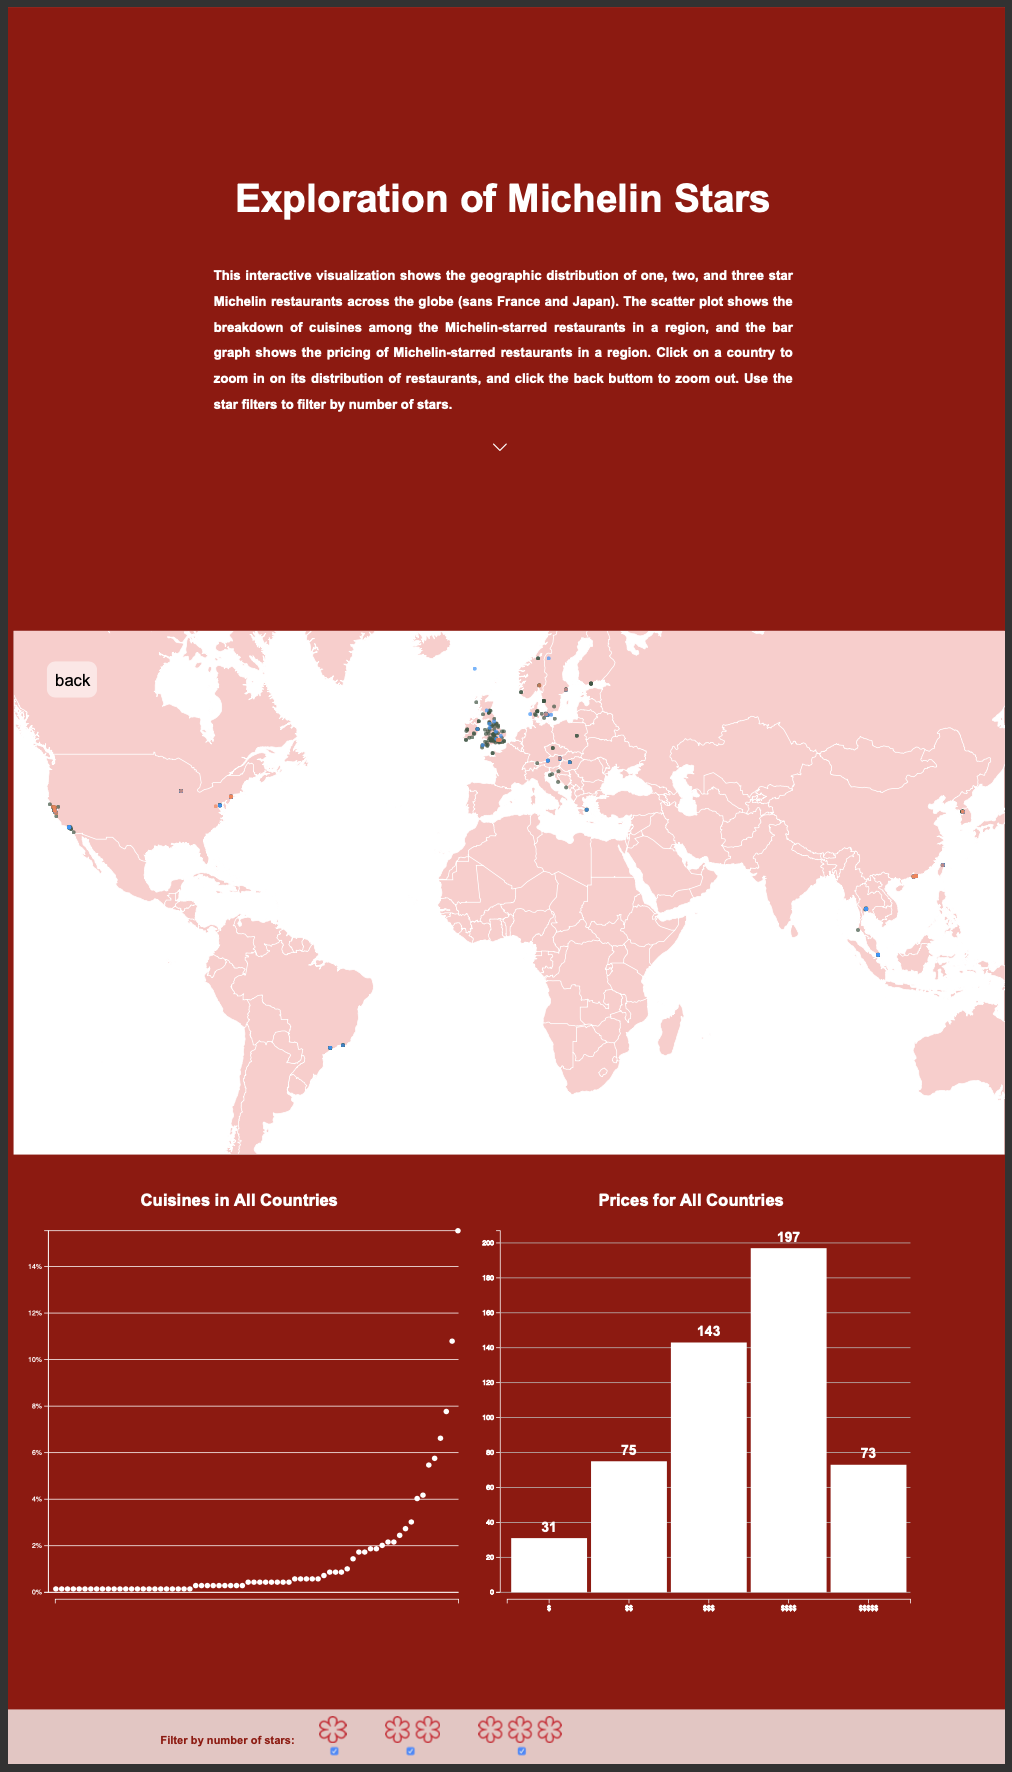 Exploration of Michelin Stars
This interactive visualization shows the geographic distribution of one, two, and three star
Michelin restaurants across the globe (sans France and Japan). The scatter plot shows the
breakdown of cuisines among the Michelin-starred restaurants in a region, and the bar
graph shows the pricing of Michelin-starred restaurants in a region. Click on a country to
zoom in on its distribution of restaurants, and click the back buttom to zoom out. Use the
star filters to filter by number of stars.
back
Cuisines in All Countries
14%
12%
10%
8%
6%
4%
2%
0%
Prices for All Countries
200
180
160
140
120
100
80
60
40
20
0
31
75
143
197
73
$
$$
$$$
$$$$
$$$$$
Filter by number of stars: